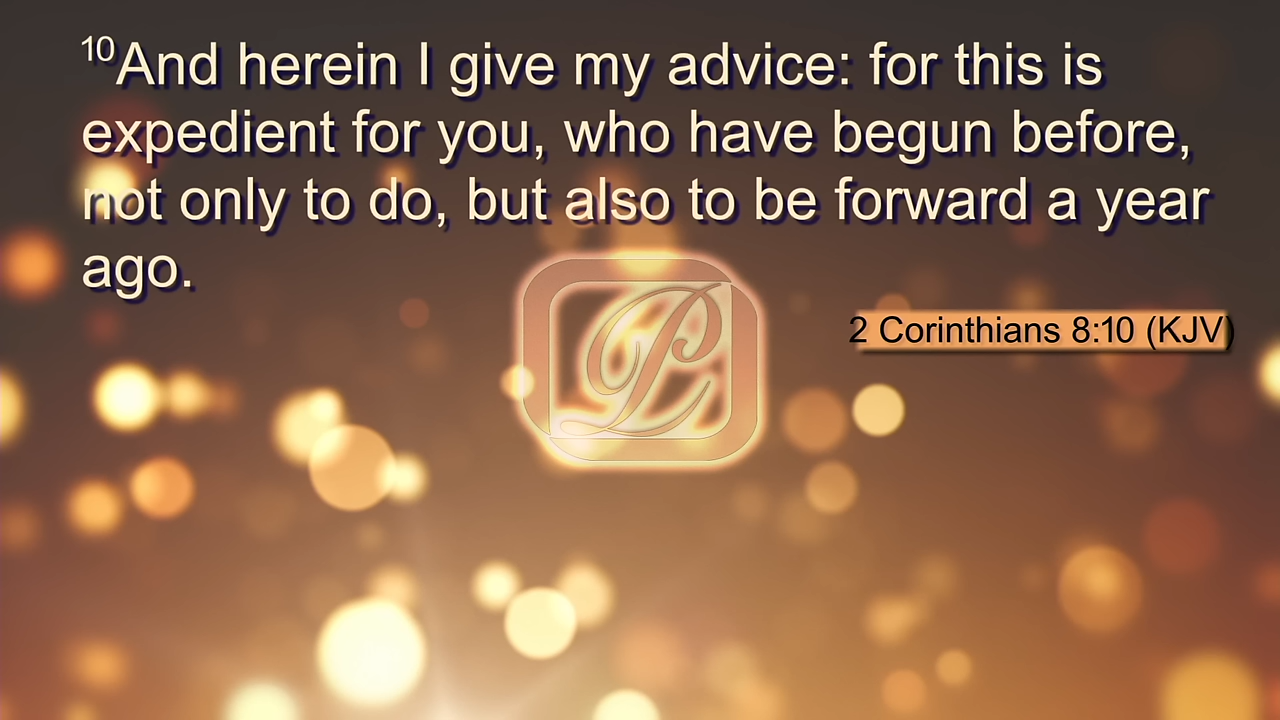 10And herein I give my advice: for this is
expedient for you, who have begun before,
not only to do, but also to be forward a year
ago.
2 Corinthians 8:10 (KJV)